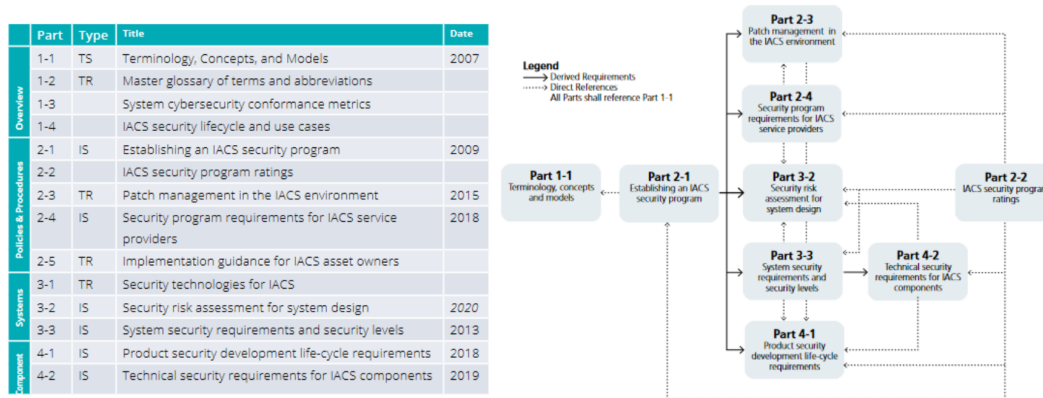 Part Type Title Date
Overview
1-1 TS Terminology, Concepts, and Models 2007
1-2 TR Master glossary of terms and abbreviations
1-3 System cybersecurity conformance metrics
1-4 IACS security lifecycle and use cases
Policies & Procedures
2-1 IS Establishing an IACS security program 2009
2-2 IACS security program ratings
2-3 TR Patch management in the IACS environment 2015
2-4 IS Security program requirements for IACS service 2018
providers
2-5 TR Implementation guidance for IACS asset owners
Systems
3-1 TR Security technologies for IACS
3-2 IS Security risk assessment for system design 2020
3-3 IS System security requirements and security levels 2013
Component
4-1 IS Product security development life-cycle requirements 2018
4-2 IS Technical security requirements for IACS components 2019
Legend
Derived Requirements
Direct References
All Parts shall reference Part 1-1
Part 2-3
Patch management in
the IACS environment
Part 2-4
Security program
requirements for IACS
service providers
Part 1-1
Terminology, concepts
and models
Part 2-1
Establishing an IACS
security program
Part 3-2
Security risk
assessment for
system design
Part 2-2
IACS security program
ratings
Part 3-3
System security
requirements and
security levels
Part 4-2
Technical security
requirements for IACS
components
Part 4-1
Product security
development life-cycle
requirements